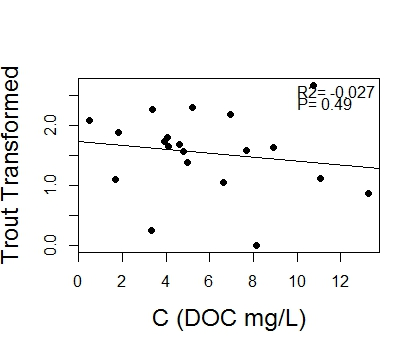 Trout Transformed
R2= -0.027
P= 0.49
2.0
1.0
0.0
0 2 4 6 8 10 12
C (DOC mg/L)